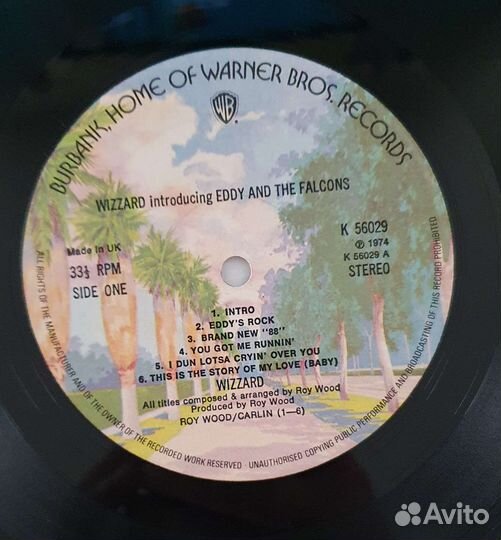 BURBANK, HOME OF WARNER BROS. RECORDS
WB
WIZZARD introducing EDDY AND THE FALCONS
Made in UK
33⅓ RPM
SIDE ONE
K 56029
℗ 1974
K 56029 A
STEREO
1. INTRO
2. EDDY'S ROCK
3. BRAND NEW "88"
4. YOU GOT ME RUNNIN'
5. I DUN LOTSA CRYIN' OVER YOU
6. THIS IS THE STORY OF MY LOVE (BABY)
WIZZARD
All titles composed & arranged by Roy Wood
Produced by Roy Wood
ROY WOOD/CARLIN (1—6)
ALL RIGHTS OF THE MANUFACTURER AND OF THE OWNER OF THE RECORDED WORK RESERVED · UNAUTHORISED COPYING PUBLIC PERFORMANCE AND BROADCASTING OF THIS RECORD PROHIBITED
Avito